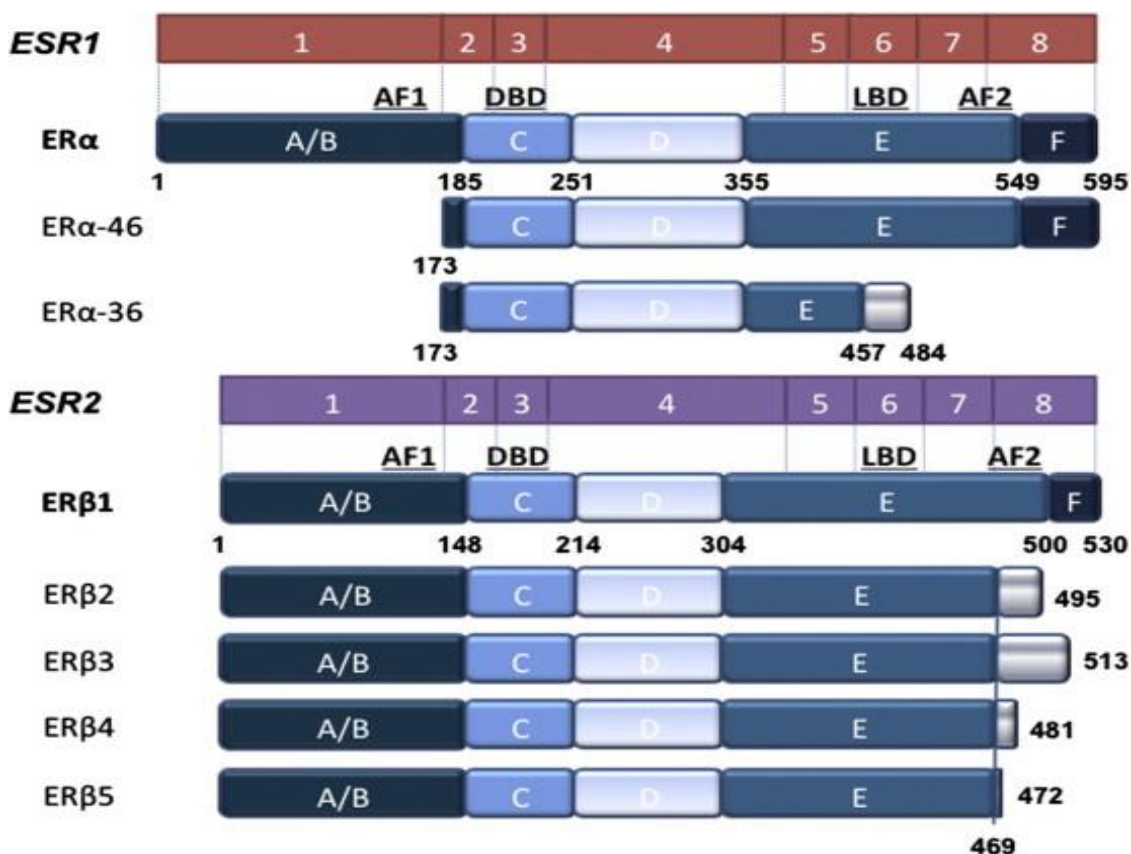 ESR1 1 2 3 4 5 6 7 8
AF1 DBD LBD AF2
ERα A/B C D E F
1 185 251 355 549 595
ERα-46 C D E F
173
ERα-36 C D E
173 457 484
ESR2 1 2 3 4 5 6 7 8
AF1 DBD LBD AF2
ERβ1 A/B C D E F
1 148 214 304 500 530
ERβ2 A/B C D E 495
ERβ3 A/B C D E 513
ERβ4 A/B C D E 481
ERβ5 A/B C D E 472
469